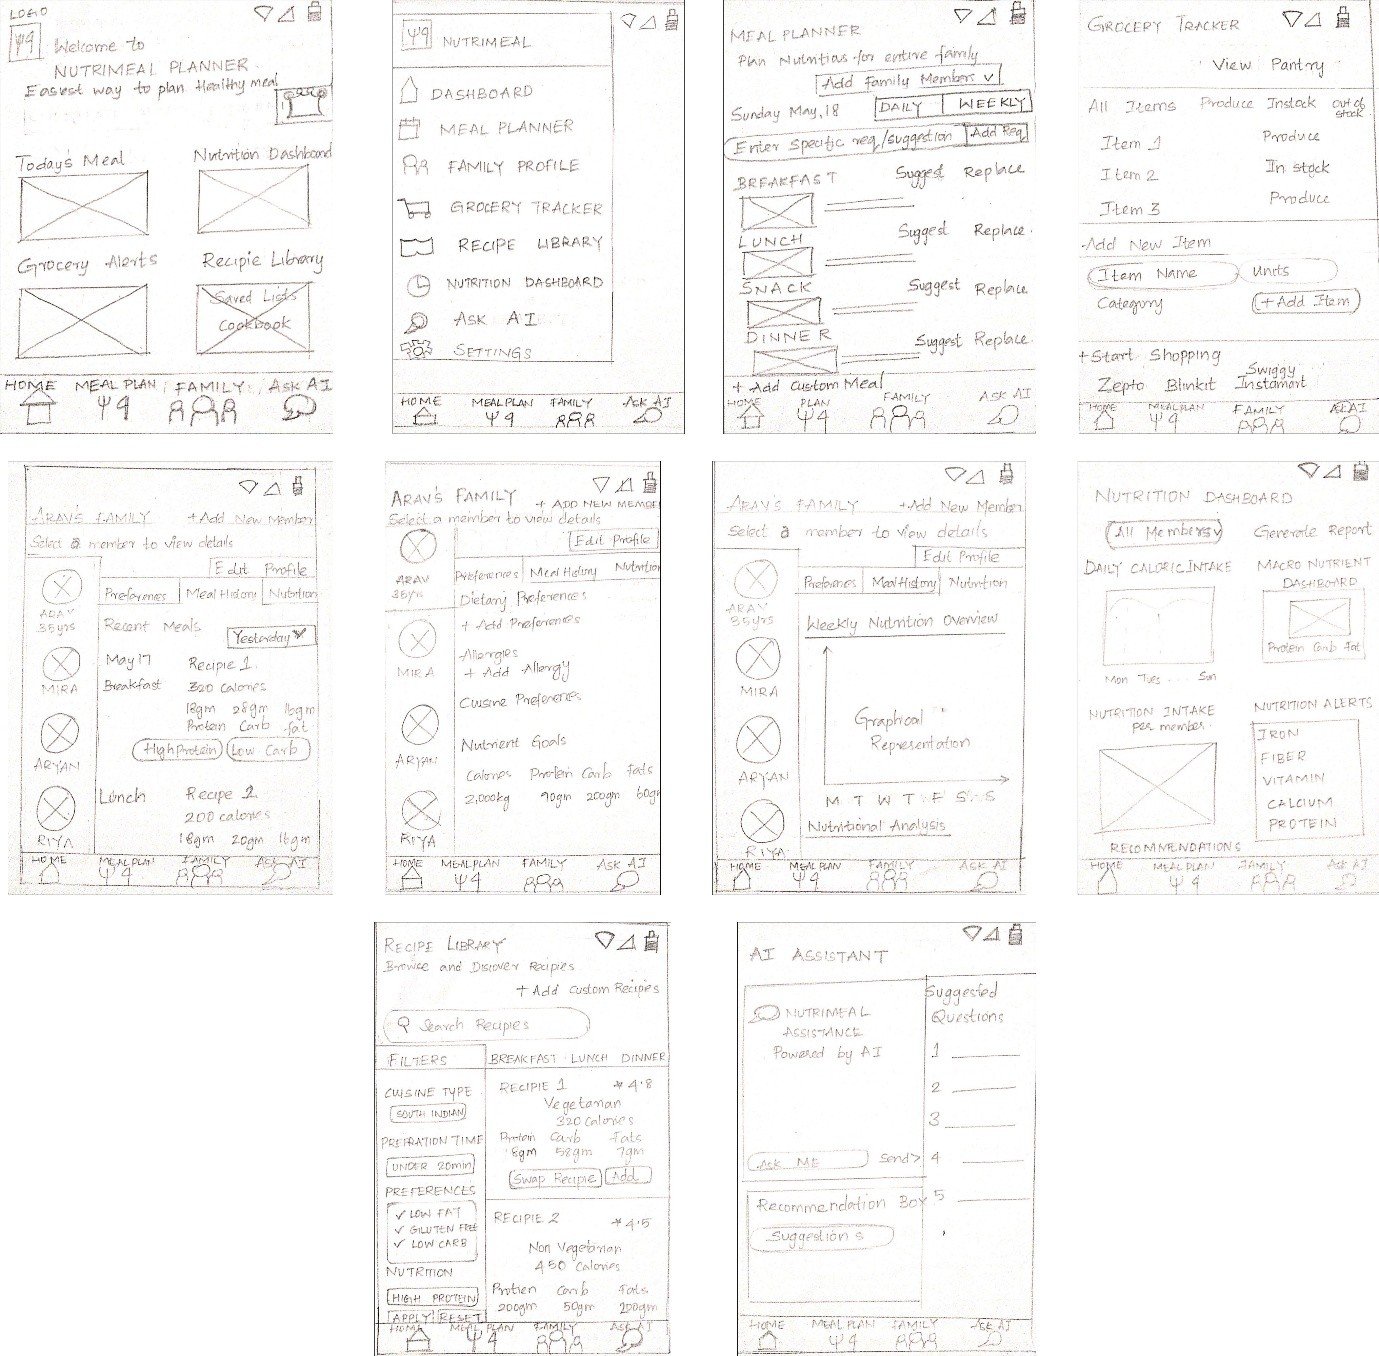 LOGO
Welcome to
NUTRIMEAL PLANNER
Easiest way to plan Healthy meal
Today's Meal
Nutrition Dashboard
Grocery Alerts
Recipie Library
Saved Lists
Cookbook
HOME MEAL PLAN FAMILY ASK AI
NUTRIMEAL
DASHBOARD
MEAL PLANNER
FAMILY PROFILE
GROCERY TRACKER
RECIPE LIBRARY
NUTRITION DASHBOARD
ASK AI
SETTINGS
HOME MEAL PLAN FAMILY ASK AI
MEAL PLANNER
Plan Nutritious for entire family
Add Family Members v
Sunday May, 18 DAILY WEEKLY
Enter specific req/suggestion Add Req
BREAKFAST Suggest Replace
LUNCH Suggest Replace.
SNACK Suggest Replace
DINNER Suggest Replace.
+ Add Custom Meal
HOME PLAN FAMILY ASK AI
GROCERY TRACKER
View Pantry
All Items Produce Instock out of stock
Item 1 Produce
Item 2 In stock
Item 3 Produce
Add New Item
Item Name Units
Category + Add Item
+ Start Shopping
Zepto Blinkit Swiggy Instamart
HOME MEAL PLAN FAMILY ASK AI
ARAV'S FAMILY +Add New Member
Select a member to view details
Edit Profile
Preferences Meal History Nutrition
ARAV
35yrs
MIRA
ARYAN
RIYA
Recent Meals
Yesterday
May 17 Recipie 1
Breakfast 320 calories
18gm 28gm 16gm
Protein Carb fat
High Protein Low Carb
Lunch Recipe 2
200 calories
18gm 20gm 16gm
HOME MEAL PLAN FAMILY ASK AI
ARAV'S FAMILY + ADD NEW MEMBE
Select a member to view details
Edit Profile
Preferences Meal History Nutrition
ARAV
35yrs
MIRA
ARYAN
RIYA
Dietary Preferences
+ Add Preferences
Allergies
+ Add Allergy
Cuisine Preferences
Nutrient Goals
Calories Protein Carb Fats
2,000kg 90gm 200gm 60gm
HOME MEAL PLAN FAMILY ASK AI
ARAV'S FAMILY +Add New Member
Select a member to view details
Edit Profile
Preferences Meal History Nutrition
ARAV
35yrs
MIRA
ARYAN
RIYA
Weekly Nutrition Overview
Graphical
Representation
M T W T F S S
Nutritional Analysis
HOME MEAL PLAN FAMILY ASK AI
NUTRITION DASHBOARD
All Members v Generate Report
DAILY CALORIC INTAKE
Mon Tues . . . Sun
MACRO NUTRIENT
DASHBOARD
Protein Carb Fat
NUTRITION INTAKE
per member.
NUTRITION ALERTS
IRON
FIBER
VITAMIN
CALCIUM
PROTEIN
RECOMMENDATIONS
HOME MEAL PLAN FAMILY ASK AI
RECIPE LIBRARY
Browse and Discover Recipies
+ Add Custom Recipies
Search Recipies
FILTERS
CUISINE TYPE
SOUTH INDIAN
PREPRATION TIME
UNDER 20min
PREFERENCES
✓ LOW FAT
✓ GLUTEN FREE
✓ LOW CARB
NUTRITION
HIGH PROTEIN
APPLY RESET
BREAKFAST LUNCH DINNER
RECIPIE 1 *4.8
Vegetarian
320 calories
Protein Carb Fats
8gm 58gm 7gm
Swap Recipie Add
RECIPIE 2 *4.5
Non Vegetarian
450 Calories
Protien Carb Fats
200gm 50gm 200gm
HOME MEAL PLAN FAMILY ASK AI
AI ASSISTANT
NUTRIMEAL
ASSISTANCE
Powered by AI
ASK ME Send>
Recommendation Box
Suggestions
Suggested
Questions
1
2
3
4
5
HOME MEAL PLAN FAMILY ASK AI